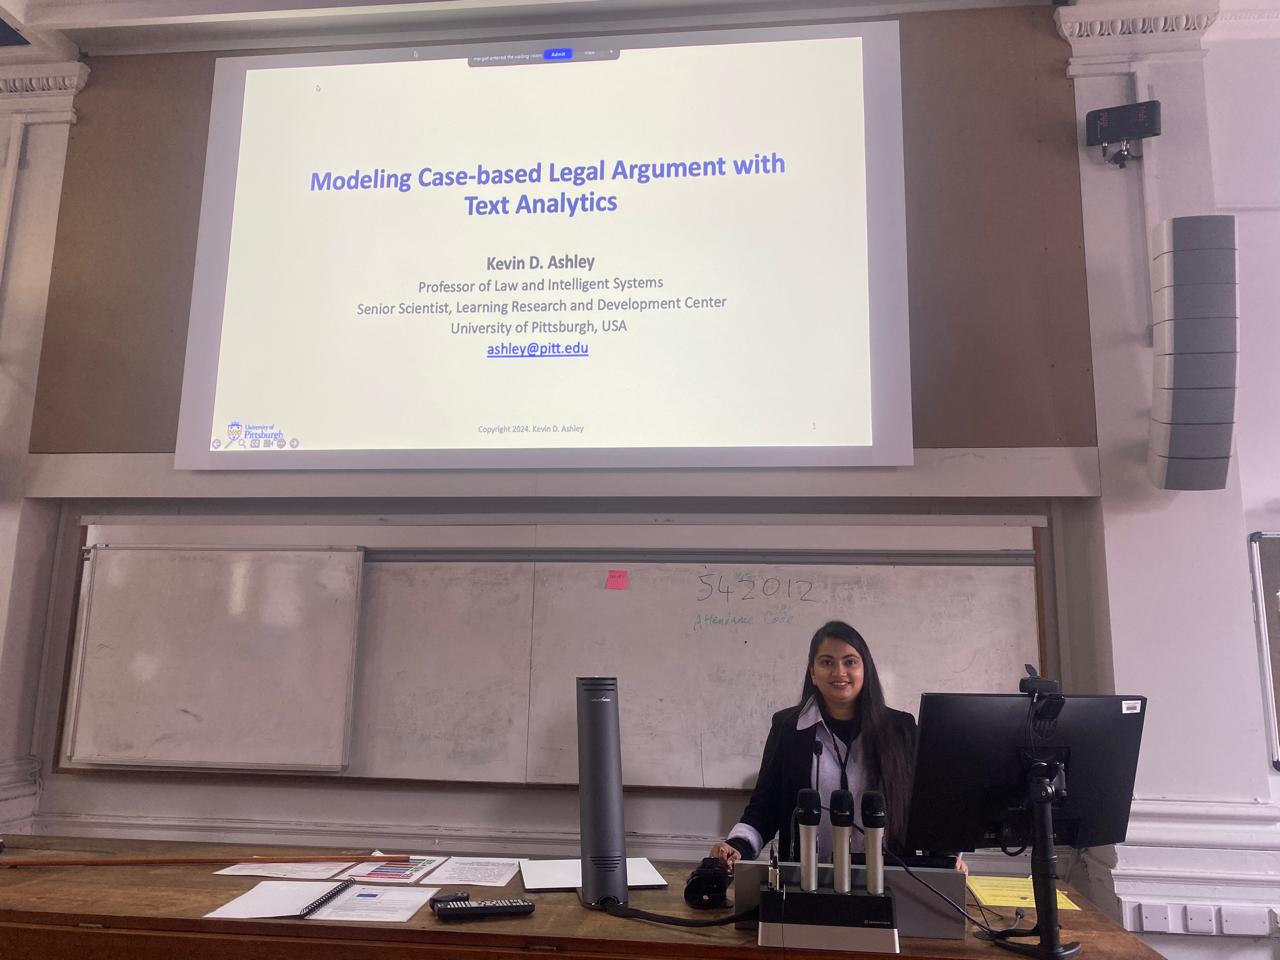 margot entered the waiting room Admit View
Modeling Case-based Legal Argument with
Text Analytics
Kevin D. Ashley
Professor of Law and Intelligent Systems
Senior Scientist, Learning Research and Development Center
University of Pittsburgh, USA
ashley@pitt.edu
University of
Pittsburgh
Copyright 2024. Kevin D. Ashley
1
542012
Attendance Code